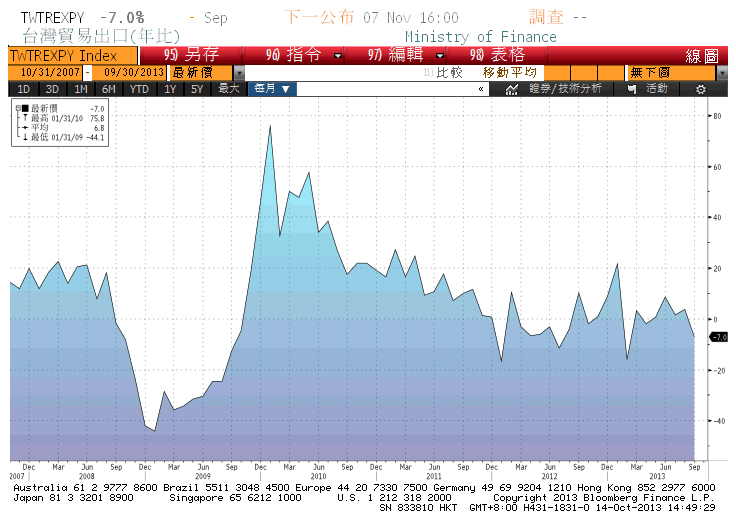 TWTREXPY -7.0% - Sep 下一公布 07 Nov 16:00 調查 --
台灣貿易出口(年比) Ministry of Finance
TWTREXPY Index 95) 另存 96) 指令 97) 編輯 98) 表格 線圖
10/31/2007 - 09/30/2013 最新價 11) 比較 移動平均 無下價
1D 3D 1M 6M YTD 1Y 5Y 最大 每月 ▼ « 證券/技術分析 活動
最新價 -7.0
最高 01/31/10 75.8
平均 6.8
最低 01/31/09 -44.1
80
60
40
20
0
-7.0
-20
-40
Dec Mar Jun Sep Dec Mar Jun Sep Dec Mar Jun Sep Dec Mar Jun Sep Dec Mar Jun Sep Dec Mar Jun Sep
2007 2008 2009 2010 2011 2012 2013
Australia 61 2 9777 8600 Brazil 5511 3048 4500 Europe 44 20 7330 7500 Germany 49 69 9204 1210 Hong Kong 852 2977 6000
Japan 81 3 3201 8900 Singapore 65 6212 1000 U.S. 1 212 318 2000 Copyright 2013 Bloomberg Finance L.P.
SN 833810 HKT GMT+8:00 H431-1831-0 14-Oct-2013 14:49:29